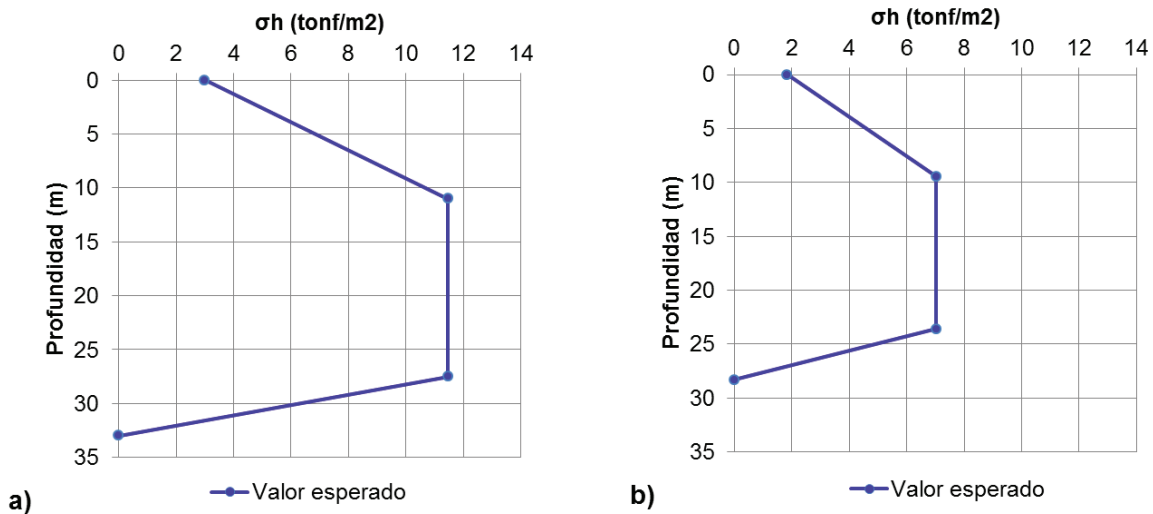 σh (tonf/m2)
0 2 4 6 8 10 12 14
0
5
10
15
20
25
30
35
Profundidad (m)
Valor esperado
a)
σh (tonf/m2)
0 2 4 6 8 10 12 14
0
5
10
15
20
25
30
35
Profundidad (m)
Valor esperado
b)